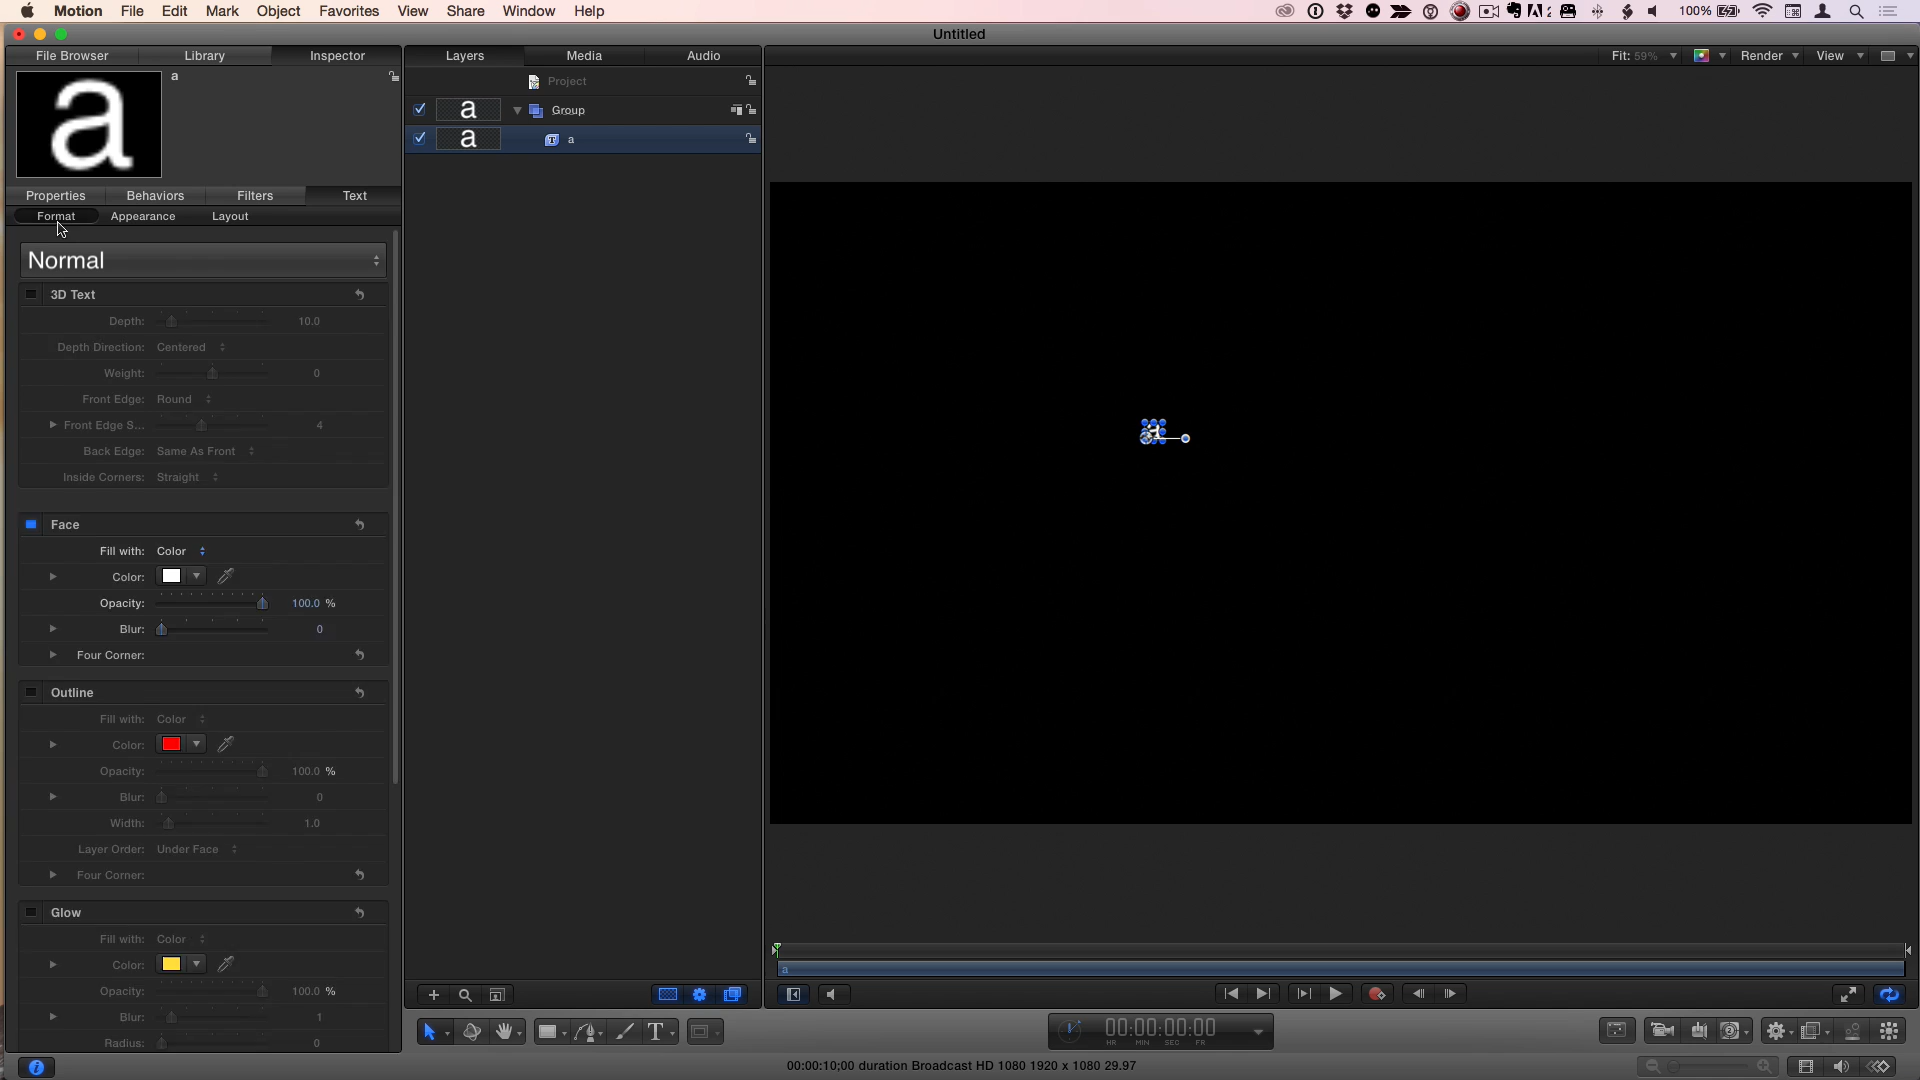 Motion File Edit Mark Object Favorites View Share Window Help 100%
Untitled
File Browser Library Inspector Layers Media Audio Fit: 59% Render View
a
a
Project
a Group
a a
Properties Behaviors Filters Text
Format Appearance Layout
Normal
3D Text
Depth: 10.0
Depth Direction: Centered
Weight: 0
Front Edge: Round
Front Edge S... 4
Back Edge: Same As Front
Inside Corners: Straight
Face
Fill with: Color
Color:
Opacity: 100.0 %
Blur: 0
Four Corner:
Outline
Fill with: Color
Color:
Opacity: 100.0 %
Blur: 0
Width: 1.0
Layer Order: Under Face
Four Corner:
Glow
Fill with: Color
Color:
Opacity: 100.0 %
Blur: 1
Radius: 0
a
T
00:00:00:00
HR MIN SEC FR
00:00:10;00 duration Broadcast HD 1080 1920 x 1080 29.97